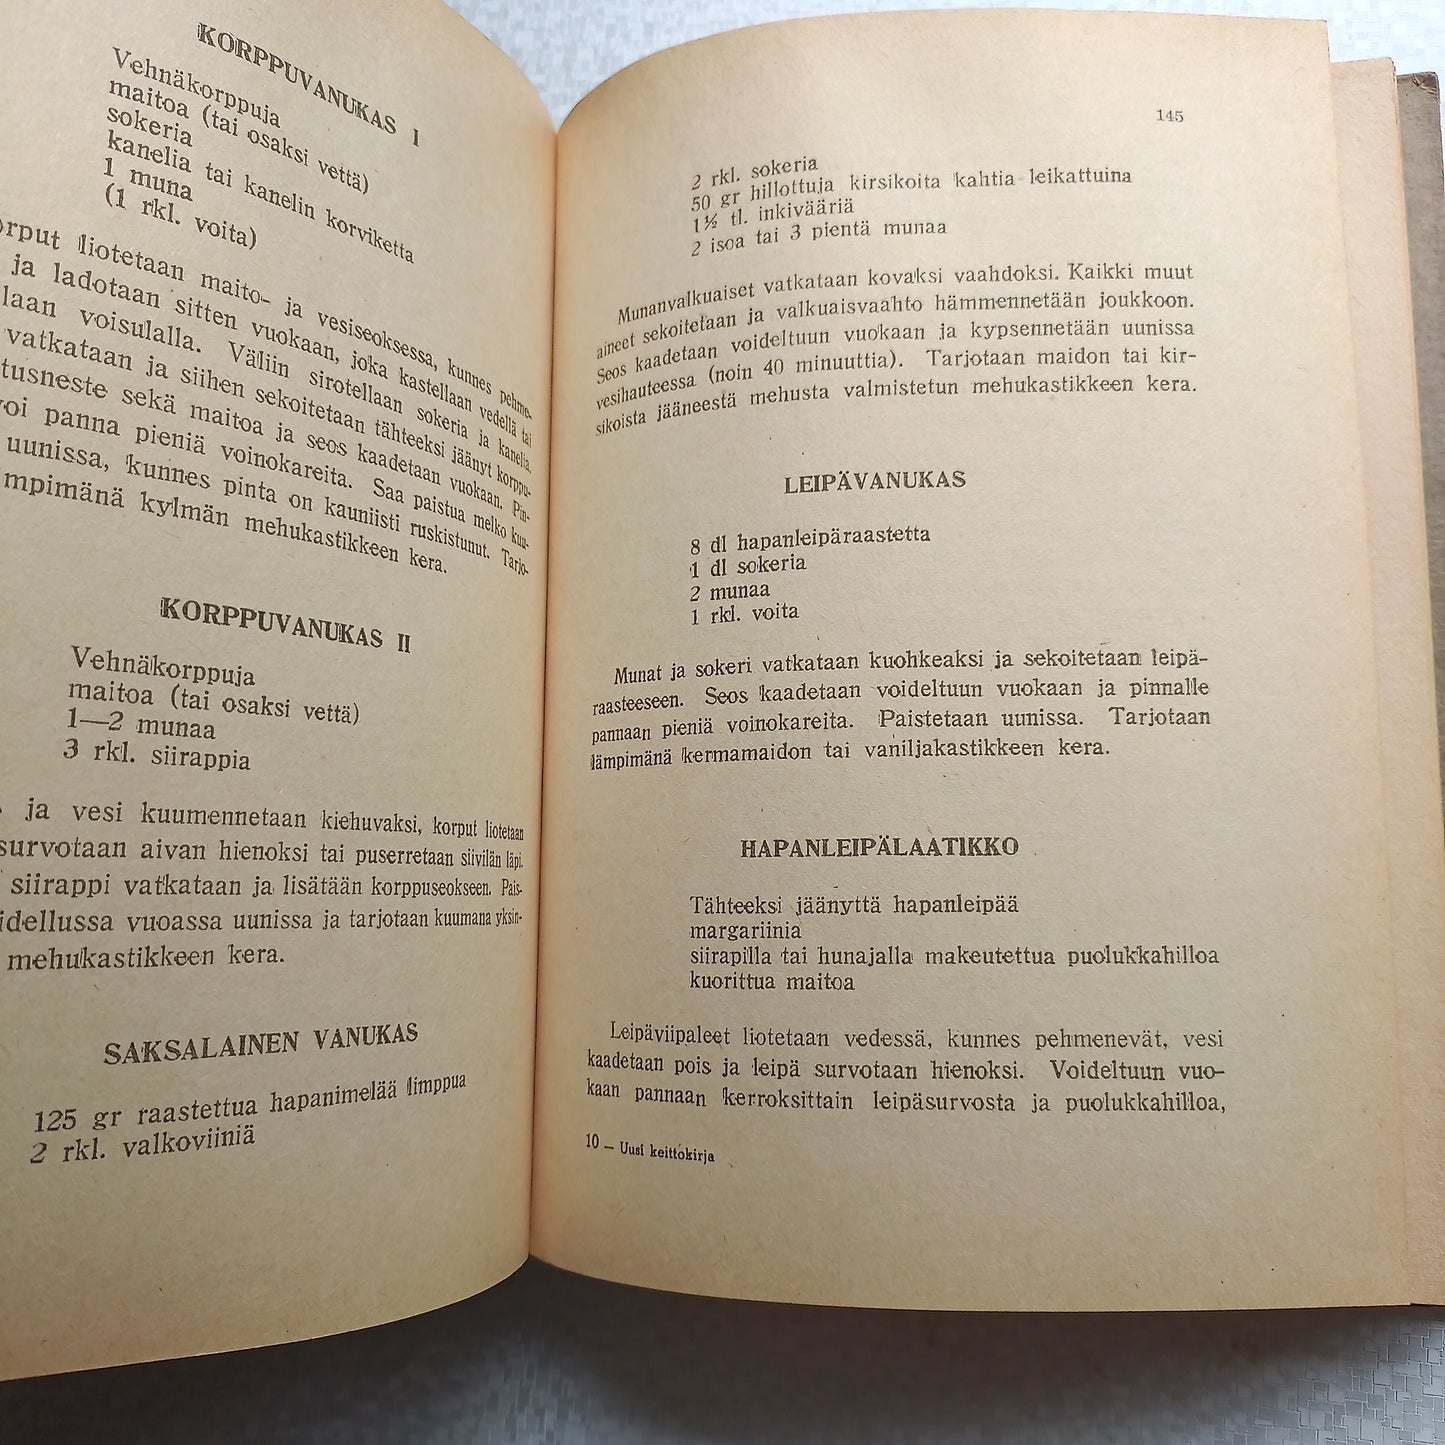 KORPPUVANUKAS I
Vehnäkorppuja
maitoa (tai osaksi vettä)
sokeria
kanelia tai kanelin korviketta
1 muna
(1 rkl. voita)
liotetaan maito- ja vesiseoksessa, kunnes pehme-
ja ladotaan sitten vuokaan, joka kastellaan vedellä tai
voisulalla. Väliin sirotellaan sokeria ja kanelia.
vatkataan ja siihen sekoitetaan tähteeksi jäänyt korppu-
sekä maitoa ja seos kaadetaan vuokaan. Pin-
voi panna pieniä voinokareita. Saa paistua melko kuu-
uunissa, kunnes pinta on kauniisti ruskistunut. Tarjo-
kylmän mehukastikkeen kera.
KORPPUVANUKAS II
Vehnäkorppuja
maitoa (tai osaksi vettä)
1—2 munaa
3 rkl. siirappia
ja vesi kuumennetaan kiehuvaksi, korput liotetaan
survotaan aivan hienoksi tai puserretaan siivilän läpi.
siirappi vatkataan ja lisätään korppuseokseen. Pais-
vuoassa uunissa ja tarjotaan kuumana yksin-
mehukastikkeen kera.
SAKSALAINEN VANUKAS
125 gr raastettua hapanimelää limppua
2 rkl. valkoviiniä
145
2 rkl. sokeria
50 gr hillottuja kirsikoita kahtia leikattuina
1½ tl. inkivääriä
2 isoa tai 3 pientä munaa
Munanvalkuaiset vatkataan kovaksi vaahdoksi. Kaikki muut
aineet sekoitetaan ja valkuaisvaahto hämmennetään joukkoon.
Seos kaadetaan voideltuun vuokaan ja kypsennetään uunissa
vesihauteessa (noin 40 minuuttia). Tarjotaan maidon tai kir-
sikoista jääneestä mehusta valmistetun mehukastikkeen kera.
LEIPÄVANUKAS
8 dl hapanleipäraastetta
1 dl sokeria
2 munaa
1 rkl. voita
Munat ja sokeri vatkataan kuohkeaksi ja sekoitetaan leipä-
raasteeseen. Seos kaadetaan voideltuun vuokaan ja pinnalle
pannaan pieniä voinokareita. Paistetaan uunissa. Tarjotaan
lämpimänä kermamaidon tai vaniljakastikkeen kera.
HAPANLEIPÄLAATIKKO
Tähteeksi jäänyttä hapanleipää
margariinia
siirapilla tai hunajalla makeutettua puolukkahilloa
kuorittua maitoa
Leipäviipaleet liotetaan vedessä, kunnes pehmenevät, vesi
kaadetaan pois ja leipä survotaan hienoksi. Voideltuun vuo-
kaan pannaan kerroksittain leipäsurvosta ja puolukkahilloa,
10 — Uusi keittokirja